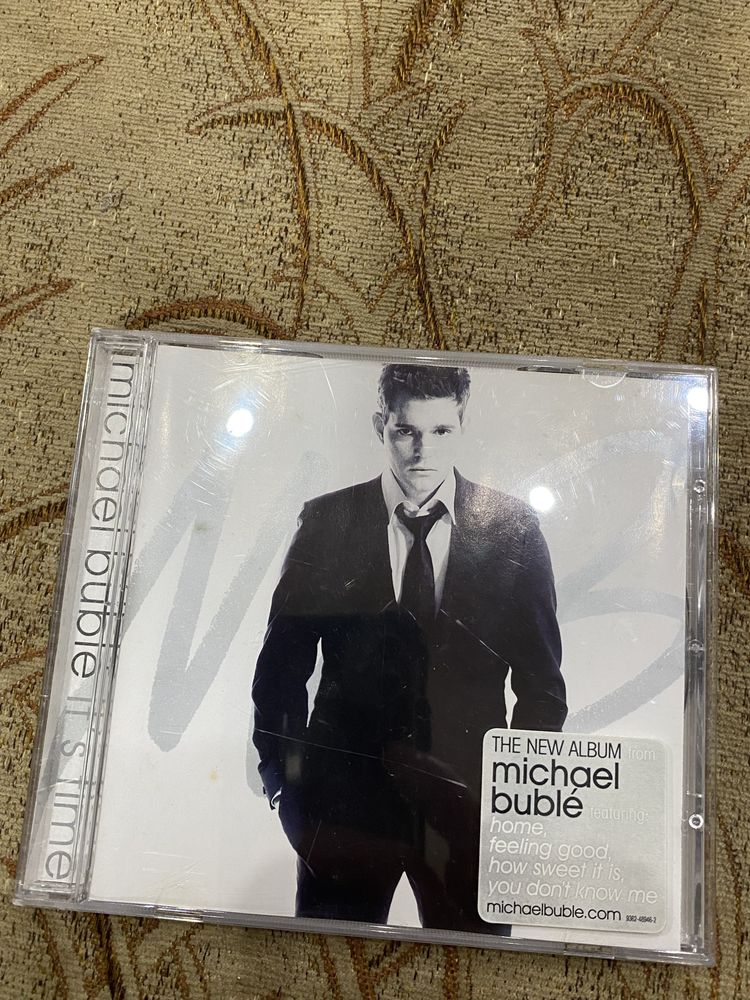 michael bublé IT'S TIME
MB
THE NEW ALBUM from
michael
bublé featuring:
home,
feeling good,
how sweet it is,
you don't know me
michaelbuble.com 9362-48946-2